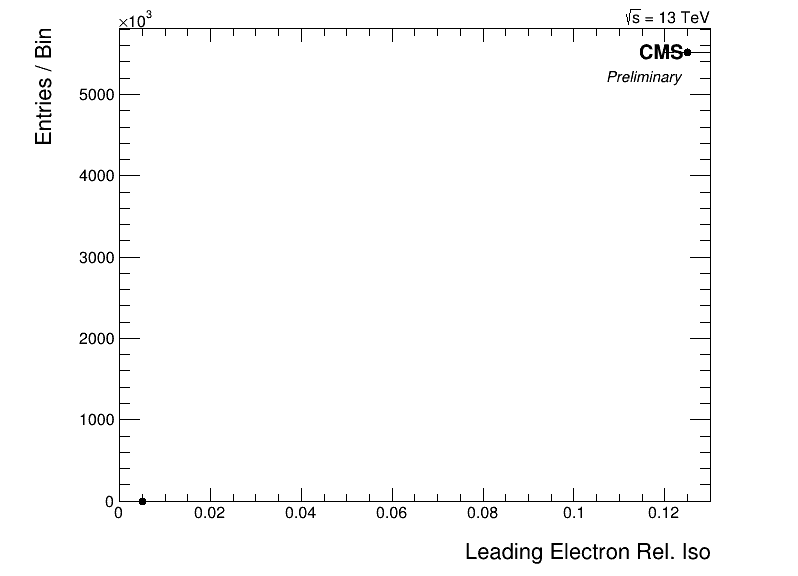 ×10³
√s = 13 TeV
CMS
Preliminary
Entries / Bin
5000
4000
3000
2000
1000
0
0 0.02 0.04 0.06 0.08 0.1 0.12
Leading Electron Rel. Iso